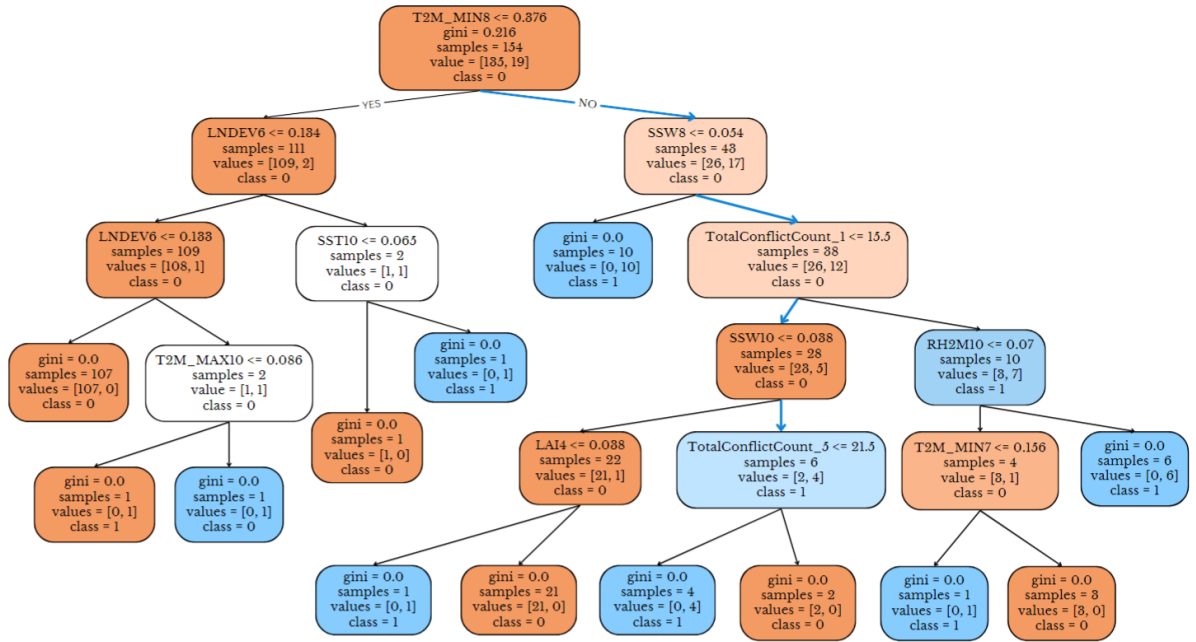 T2M_MIN8 <= 0.376
gini = 0.216
samples = 154
value = [135, 19]
class = 0
YES
NO
LNDEV6 <= 0.134
samples = 111
values = [109, 2]
class = 0
SSW8 <= 0.054
samples = 43
values = [26, 17]
class = 0
LNDEV6 <= 0.133
samples = 109
values = [108, 1]
class = 0
SST10 <= 0.065
samples = 2
values = [1, 1]
class = 0
gini = 0.0
samples = 10
values = [0, 10]
class = 1
TotalConflictCount_1 <= 15.5
samples = 38
values = [26, 12]
class = 0
gini = 0.0
samples = 107
values = [107, 0]
class = 0
T2M_MAX10 <= 0.086
samples = 2
value = [1, 1]
class = 0
gini = 0.0
samples = 1
values = [0, 1]
class = 1
SSW10 <= 0.038
samples = 28
values = [23, 5]
class = 0
RH2M10 <= 0.07
samples = 10
values = [3, 7]
class = 1
gini = 0.0
samples = 1
values = [1, 0]
class = 0
LAI4 <= 0.038
samples = 22
values = [21, 1]
class = 0
TotalConflictCount_5 <= 21.5
samples = 6
values = [2, 4]
class = 1
T2M_MIN7 <= 0.156
samples = 4
value = [3, 1]
class = 0
gini = 0.0
samples = 6
values = [0, 6]
class = 1
gini = 0.0
samples = 1
values = [0, 1]
class = 1
gini = 0.0
samples = 1
values = [0, 1]
class = 0
gini = 0.0
samples = 1
values = [0, 1]
class = 1
gini = 0.0
samples = 21
values = [21, 0]
class = 0
gini = 0.0
samples = 4
values = [0, 4]
class = 1
gini = 0.0
samples = 2
values = [2, 0]
class = 0
gini = 0.0
samples = 1
values = [0, 1]
class = 1
gini = 0.0
samples = 3
values = [3, 0]
class = 0